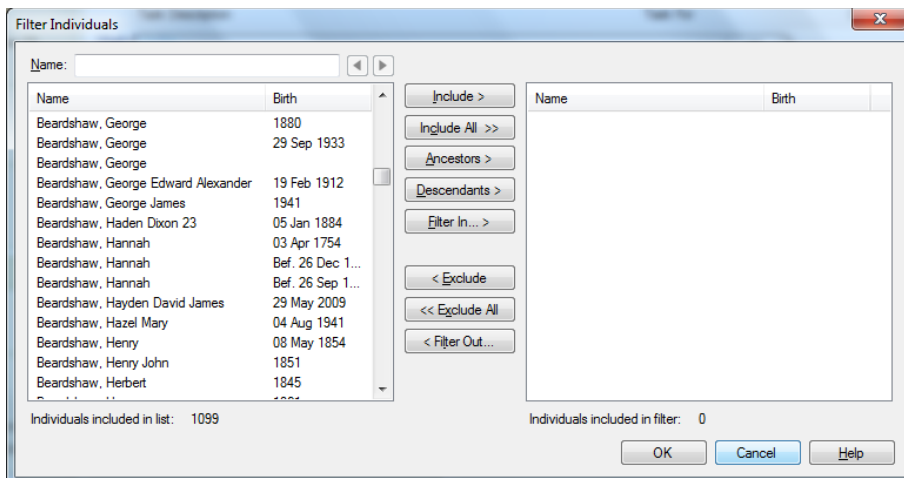 Filter Individuals
Name:
Name Birth
Beardshaw, George 1880
Beardshaw, George 29 Sep 1933
Beardshaw, George
Beardshaw, George Edward Alexander 19 Feb 1912
Beardshaw, George James 1941
Beardshaw, Haden Dixon 23 05 Jan 1884
Beardshaw, Hannah 03 Apr 1754
Beardshaw, Hannah Bef. 26 Dec 1...
Beardshaw, Hannah Bef. 26 Sep 1...
Beardshaw, Hayden David James 29 May 2009
Beardshaw, Hazel Mary 04 Aug 1941
Beardshaw, Henry 08 May 1854
Beardshaw, Henry John 1851
Beardshaw, Herbert 1845
Individuals included in list: 1099
Include >
Include All >>
Ancestors >
Descendants >
Filter In... >
< Exclude
<< Exclude All
< Filter Out...
Name Birth
Individuals included in filter: 0
OK Cancel Help